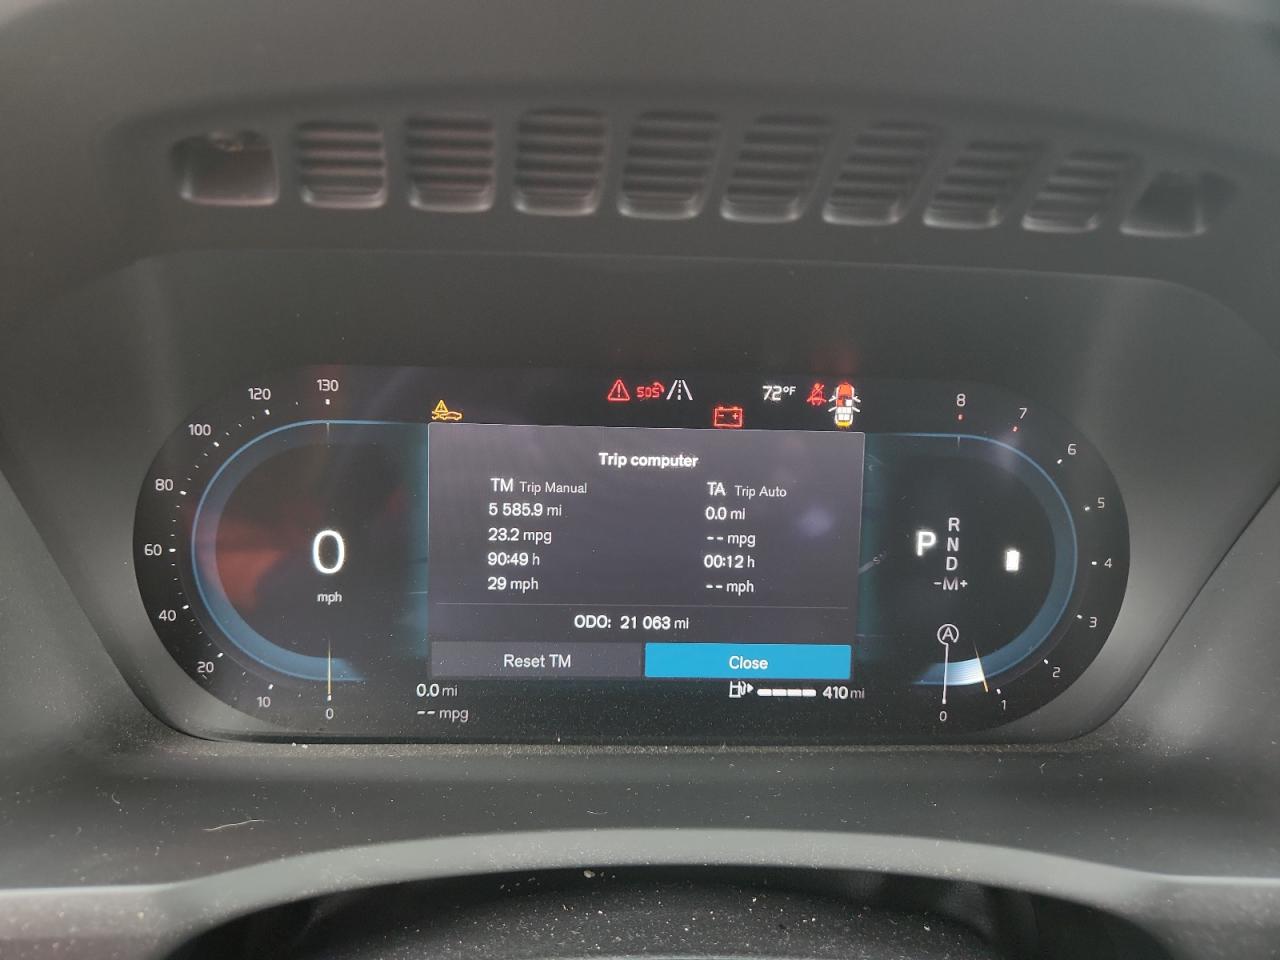 SOS
72°F
Trip computer
TM Trip Manual
5 585.9 mi
23.2 mpg
90:49 h
29 mph
TA Trip Auto
0.0 mi
-- mpg
00:12 h
-- mph
ODO: 21 063 mi
Reset TM
Close
0.0 mi
-- mpg
410 mi
130
120
100
80
60
40
20
10
0
0
mph
P
R
N
D
-M+
A
8
7
6
5
4
3
2
1
0